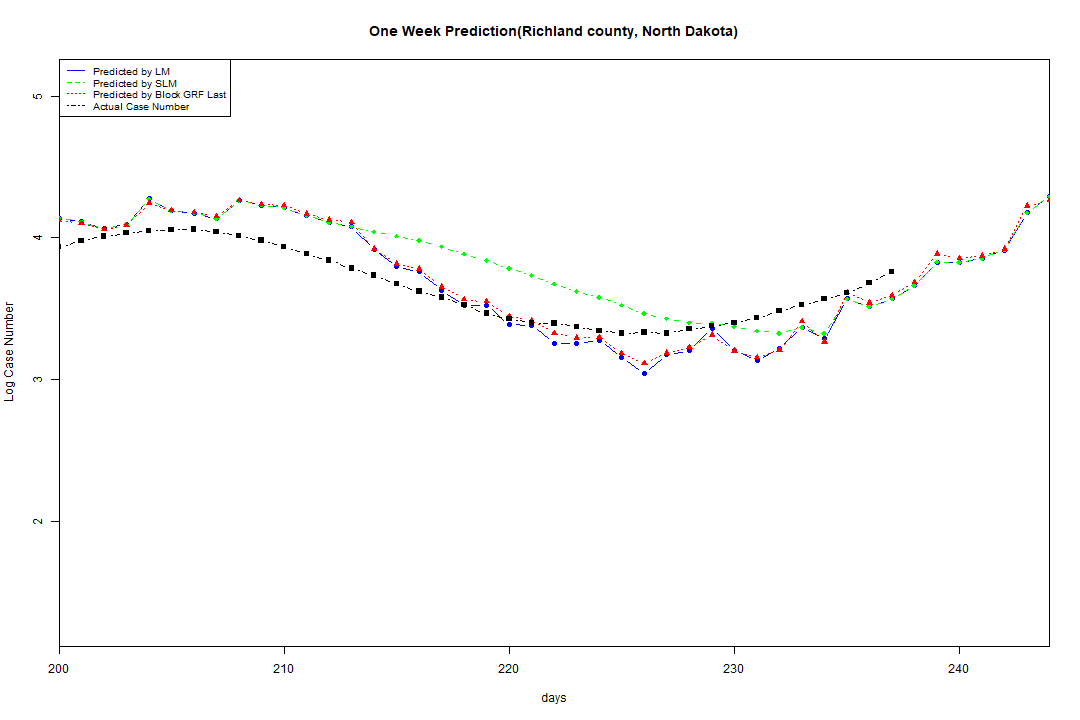 One Week Prediction(Richland county, North Dakota)
Predicted by LM
Predicted by SLM
Predicted by Block GRF Last
Actual Case Number
5
4
3
2
Log Case Number
200
210
220
230
240
days